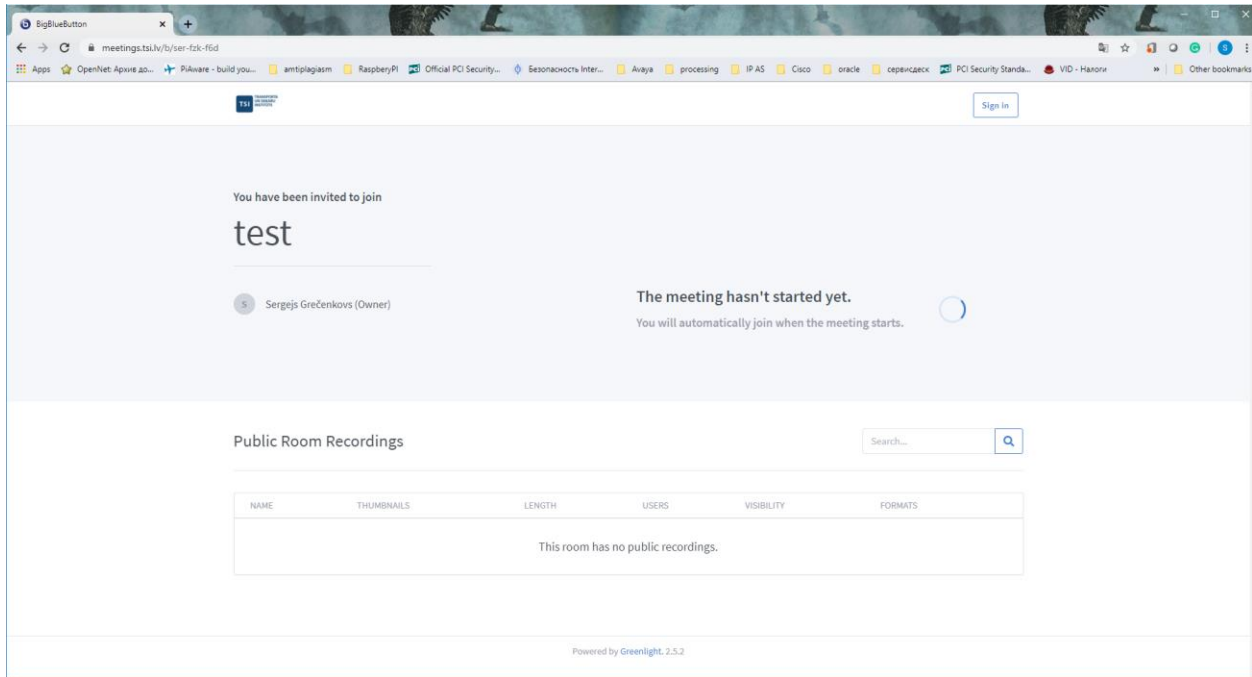 BigBlueButton
meetings.tsi.lv/b/ser-fzk-f6d
Apps OpenNet: Архив до... PiAware - build you... amtiplagiasm RaspberyPI Official PCI Security... Безопасность Inter... Avaya processing IP AS Cisco oracle сервисдеск PCI Security Standa... VID - Налоги » Other bookmarks
TSI
Sign in
You have been invited to join
test
S Sergejs Grečenkovs (Owner)
The meeting hasn't started yet.
You will automatically join when the meeting starts.
Public Room Recordings
Search...
NAME THUMBNAILS LENGTH USERS VISIBILITY FORMATS
This room has no public recordings.
Powered by Greenlight. 2.5.2